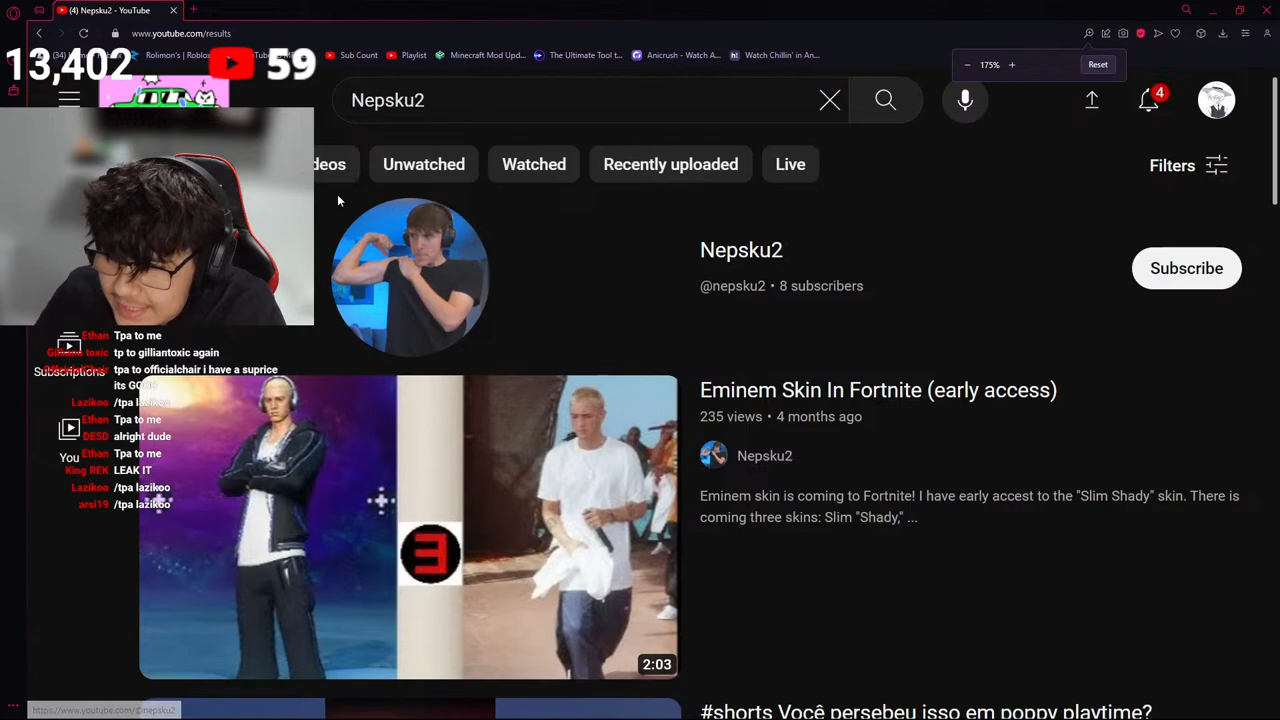 (4) Nepsku2 - YouTube
www.youtube.com/results
Rolimon's | Roblox
Sub Count
Playlist
Minecraft Mod Upd...
The Ultimate Tool t...
Anicrush - Watch A...
Watch Chillin' in An...
175%
Reset
13,402
59
Nepsku2
4
Unwatched
Watched
Recently uploaded
Live
Filters
Nepsku2
@nepsku2 • 8 subscribers
Subscribe
Ethan Tpa to me
tp to gilliantoxic again
Subscriptions
tpa to officialchair i have a suprice
Lazikoo /tpa lazikoo
Ethan Tpa to me
DE5D alright dude
Ethan Tpa to me
You
King REK LEAK IT
Lazikoo /tpa lazikoo
arsi19 /tpa lazikoo
Eminem Skin In Fortnite (early access)
235 views • 4 months ago
Nepsku2
Eminem skin is coming to Fortnite! I have early accest to the "Slim Shady" skin. There is
coming three skins: Slim "Shady," ...
2:03
#shorts Você percebeu isso em poppy playtime?
https://www.youtube.com/@nepsku2